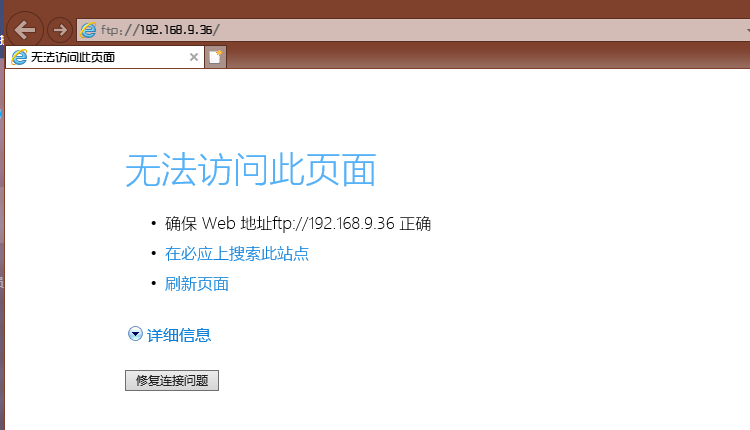 ftp://192.168.9.36/
无法访问此页面
无法访问此页面
• 确保 Web 地址ftp://192.168.9.36 正确
• 在必应上搜索此站点
• 刷新页面
详细信息
修复连接问题